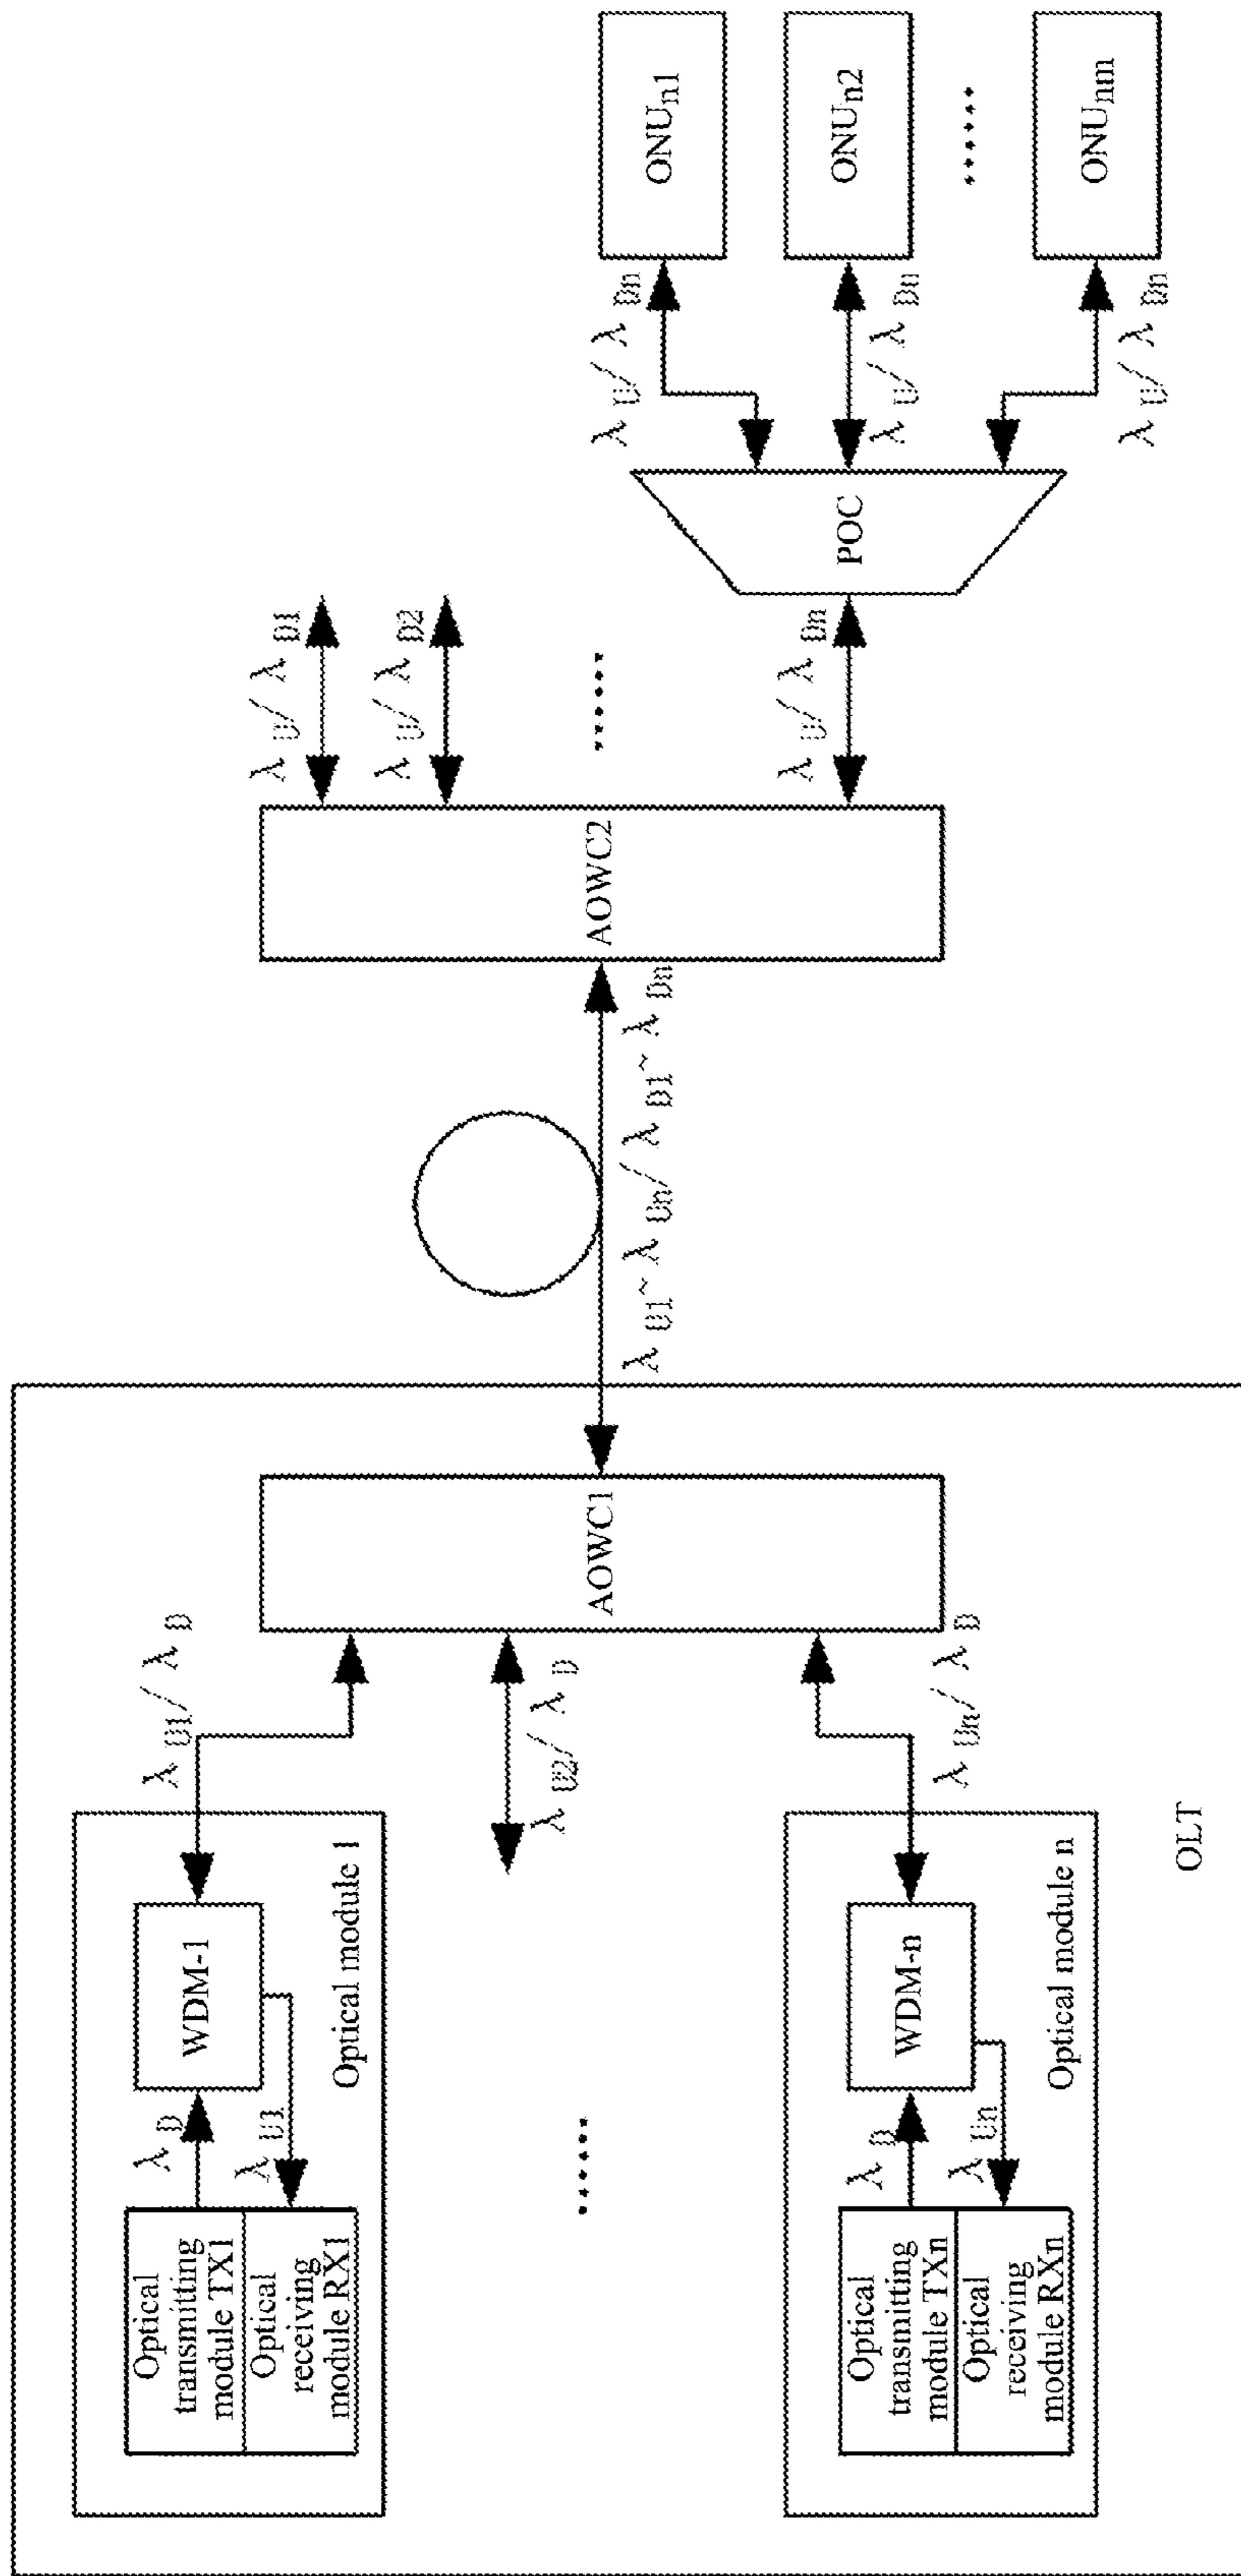 Optical
transmitting
module TX1
Optical
receiving
module RX1
λ D
λ U1
WDM-1
Optical module 1
λ U1/ λ D
λ U2/ λ D
......
Optical
transmitting
module TXn
Optical
receiving
module RXn
λ D
λ Un
WDM-n
Optical module n
λ Un/ λ D
OLT
AOWC1
λ U1~ λ Un/ λ D1~ λ Dn
AOWC2
λ U/ λ D1
λ U/ λ D2
......
λ U/ λ Dn
POC
λ U/ λ Dn
λ U/ λ Dn
λ U/ λ Dn
ONUn1
ONUn2
......
ONUnm